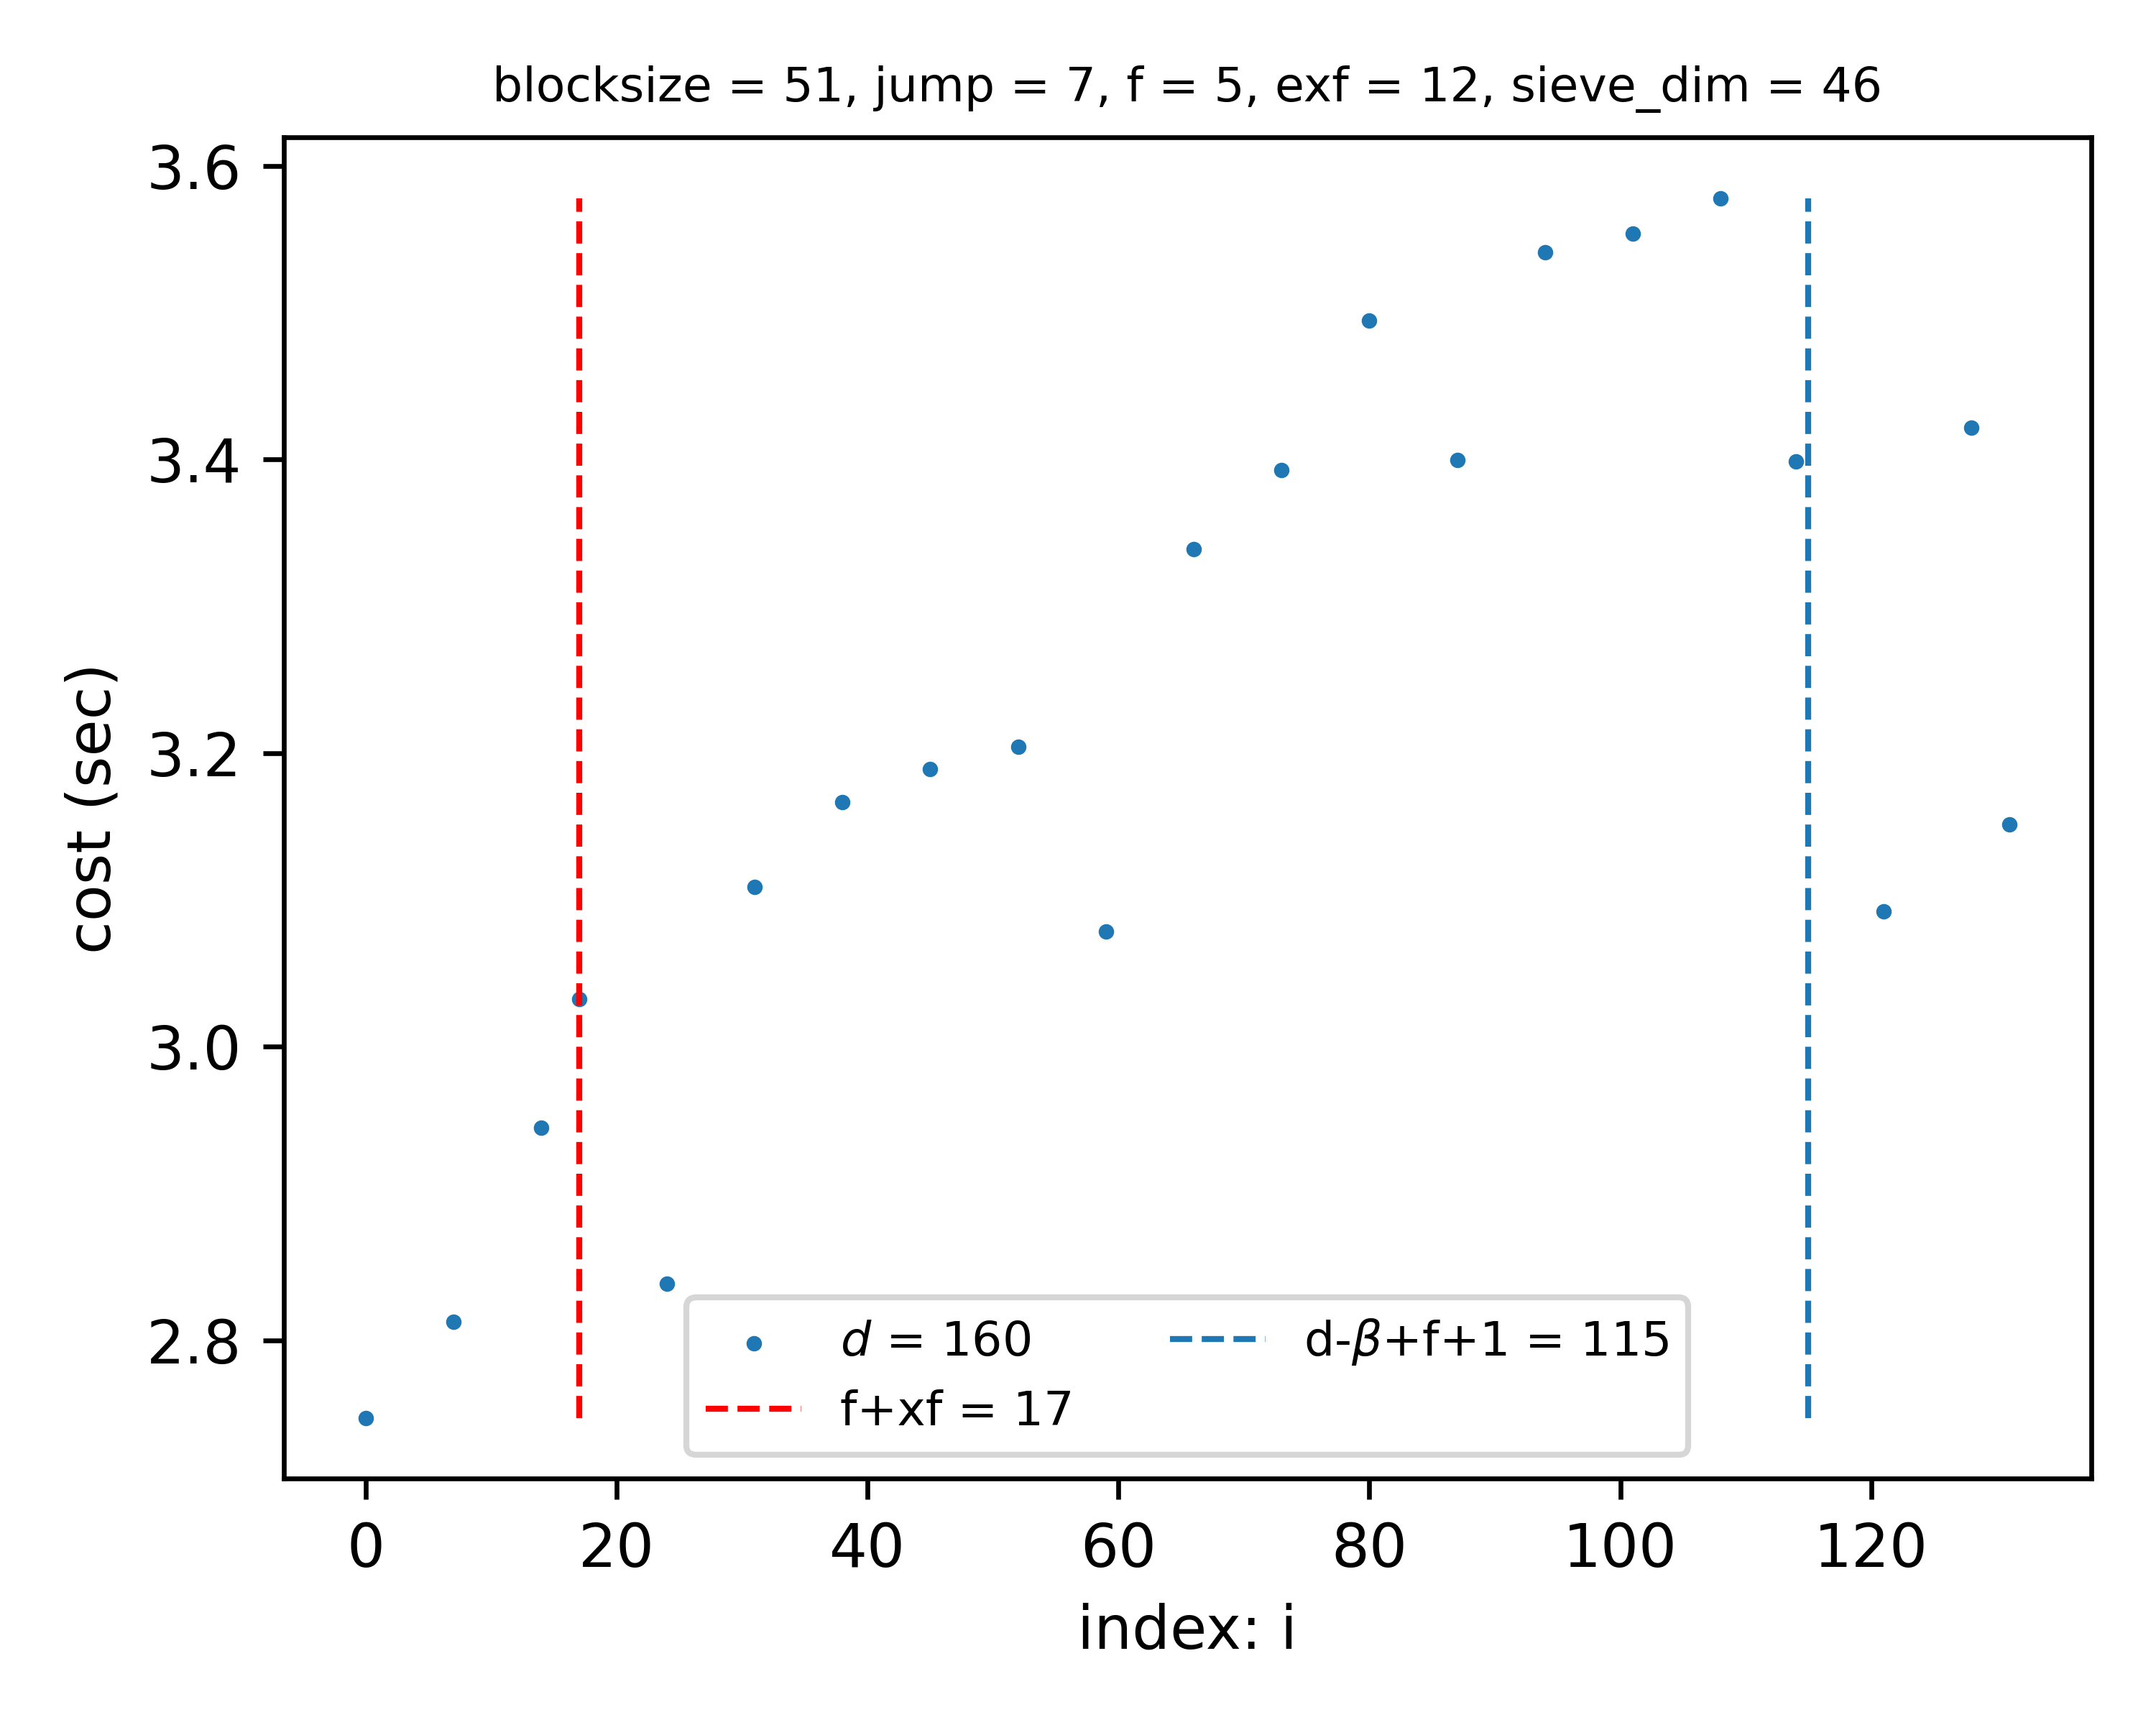 blocksize = 51, jump = 7, f = 5, exf = 12, sieve_dim = 46
3.6
3.4
3.2
3.0
2.8
cost (sec)
d = 160
f+xf = 17
d-β+f+1 = 115
0 20 40 60 80 100 120
index: i